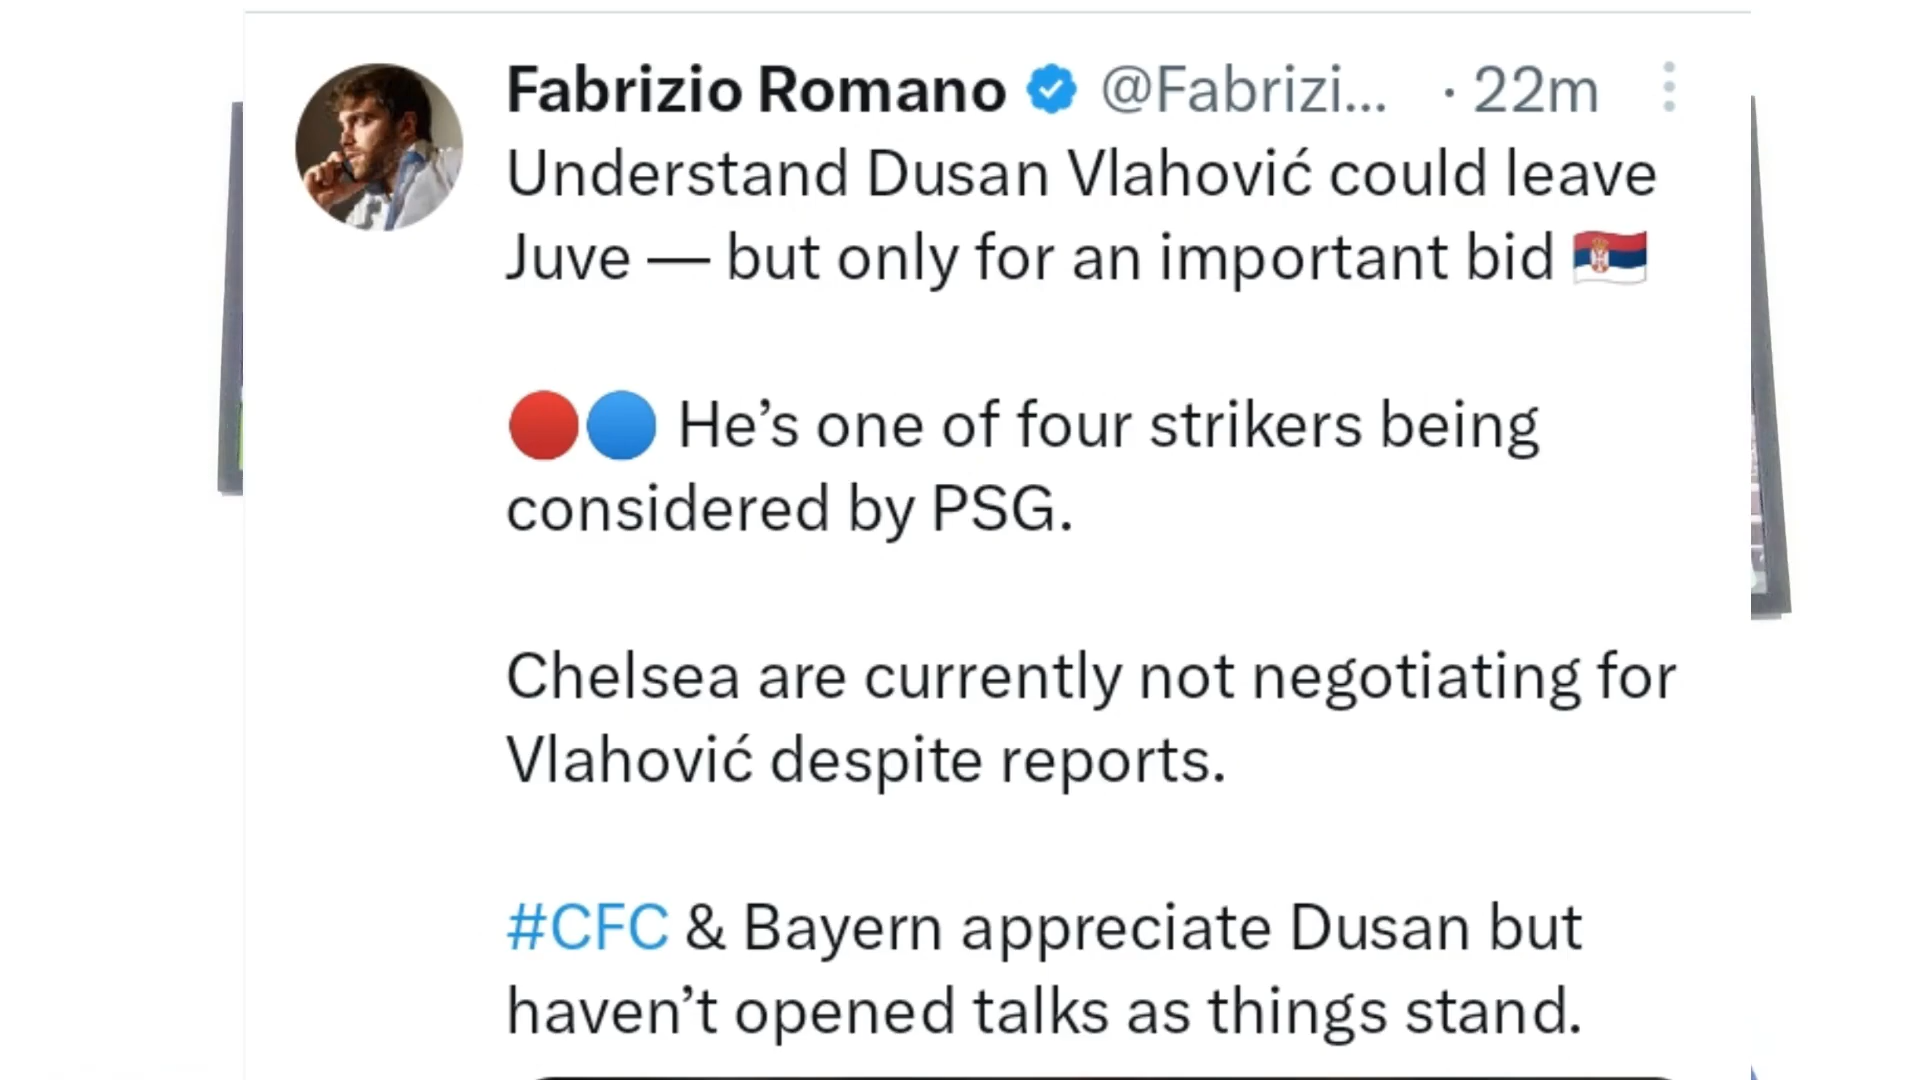 Fabrizio Romano @Fabrizi... · 22m
Understand Dusan Vlahović could leave
Juve — but only for an important bid 🇷🇸
🔴🔵 He’s one of four strikers being
considered by PSG.
Chelsea are currently not negotiating for
Vlahović despite reports.
#CFC & Bayern appreciate Dusan but
haven’t opened talks as things stand.